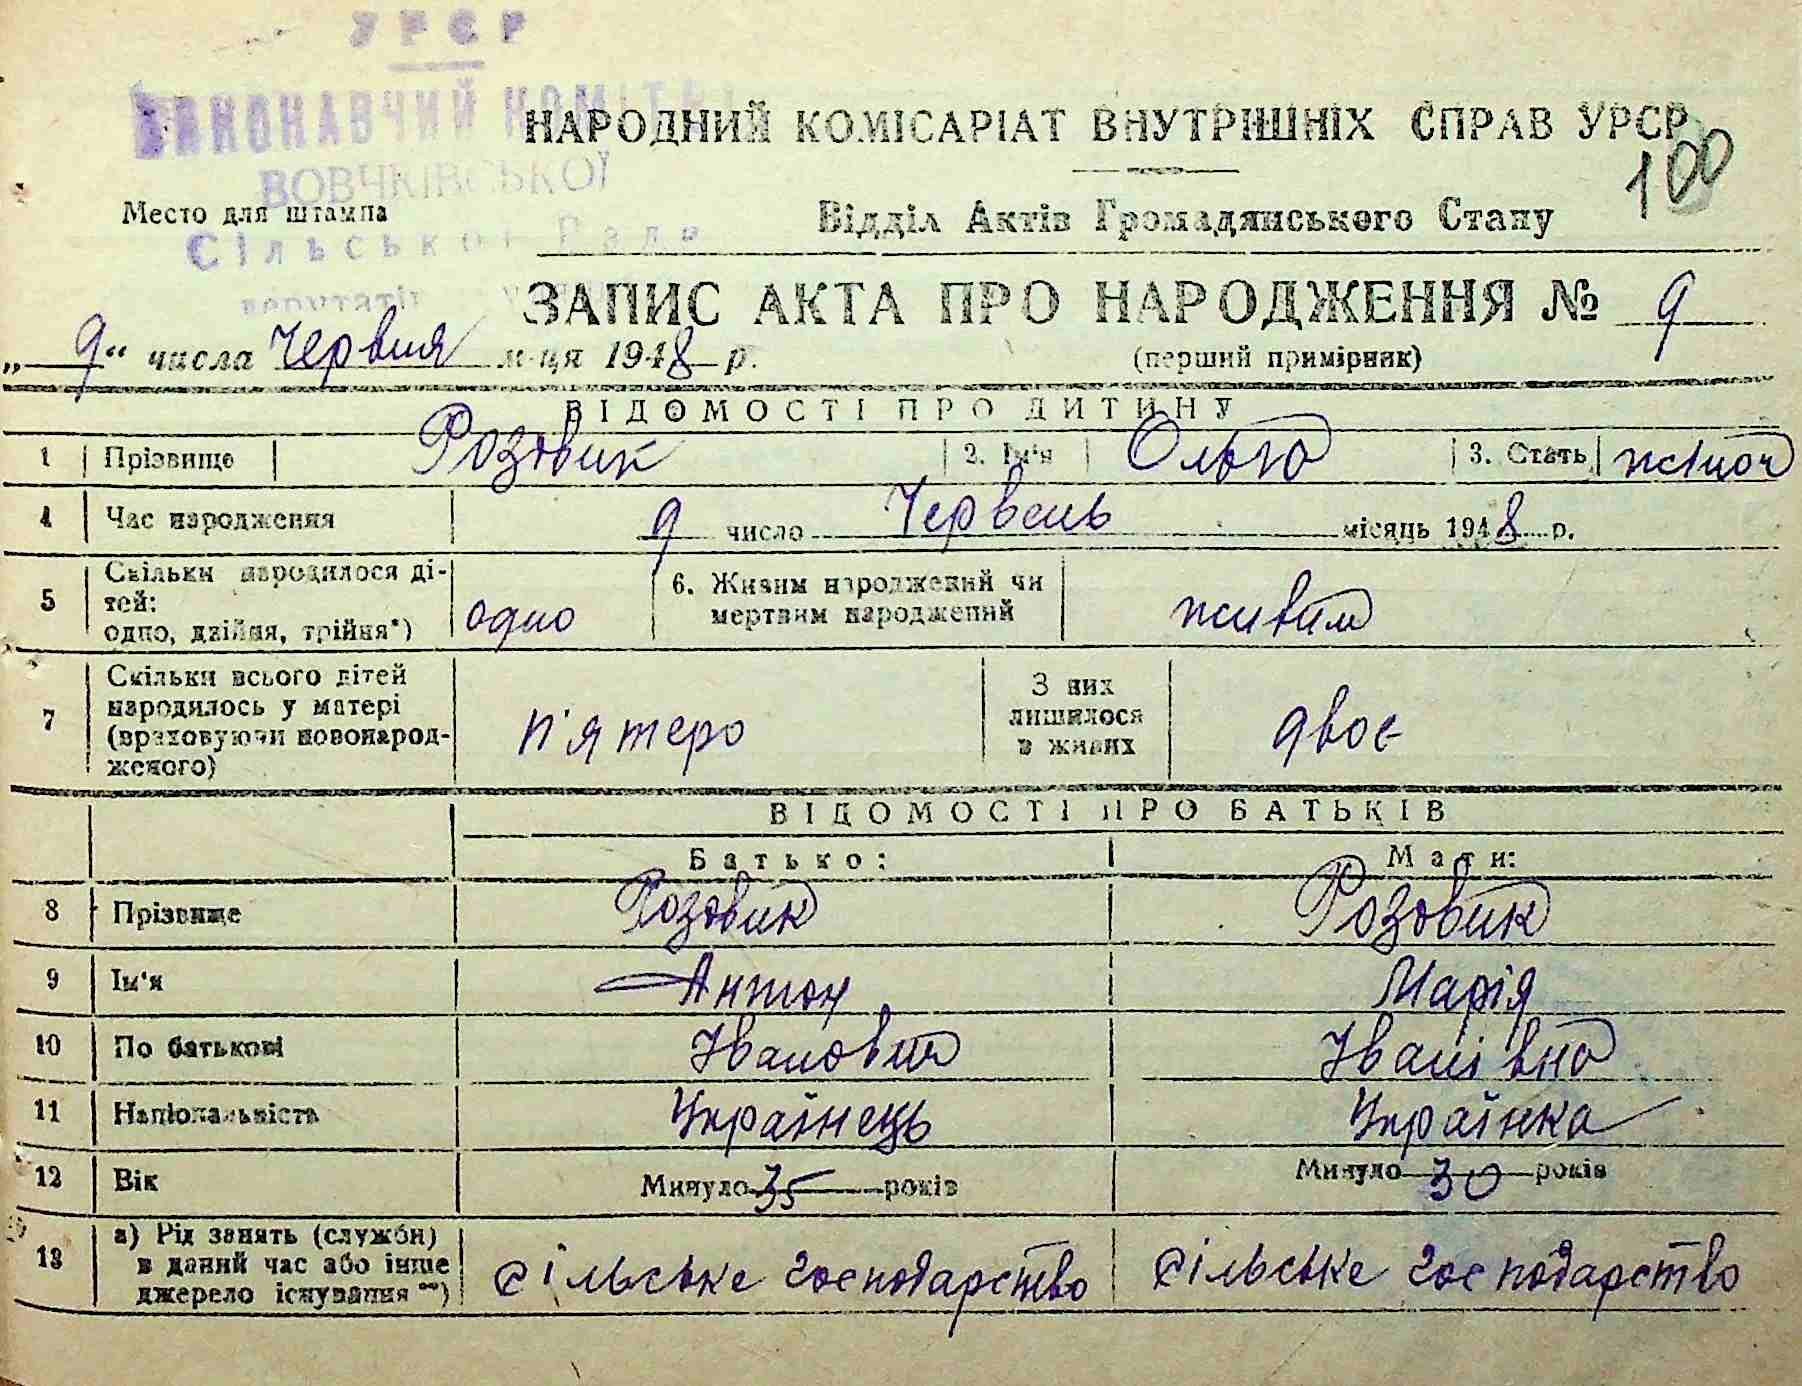 УРСР
ВИКОНАВЧИЙ КОМІТЕТ
ВОВЧКІВСЬКОЇ
Сільської Ради
депутатів
НАРОДНИЙ КОМІСАРІАТ ВНУТРІШНІХ СПРАВ УРСР
100
Место для штампа
Відділ Актів Громадянського Стану
ЗАПИС АКТА ПРО НАРОДЖЕННЯ № 9
„ 9 “ числа Червня м-ця 1948 р.
(перший примірник)
ВІДОМОСТІ ПРО ДИТИНУ
1 Прізвище Розовик 2. Ім'я Ольга 3. Стать жіноч
4 Час народження 9 число Червень місяць 1948 р.
5 Скільки народилося дітей: одно, двійня, трійня*) одно 6. Живим народжений чи мертвим народжений живим
7 Скільки всього дітей народилось у матері (враховуючи новонародженого) п'ятеро З них лишилося в живих двоє
ВІДОМОСТІ ПРО БАТЬКІВ
Батько: Мати:
8 Прізвище Розовик Розовик
9 Ім'я Антон Марія
10 По батькові Іванович Іванівна
11 Національність Українець Українка
12 Вік Минуло 35 років Минуло 30 років
13 а) Рід занять (служби) в даний час або інше джерело існування **) сільське господарство сільське господарство